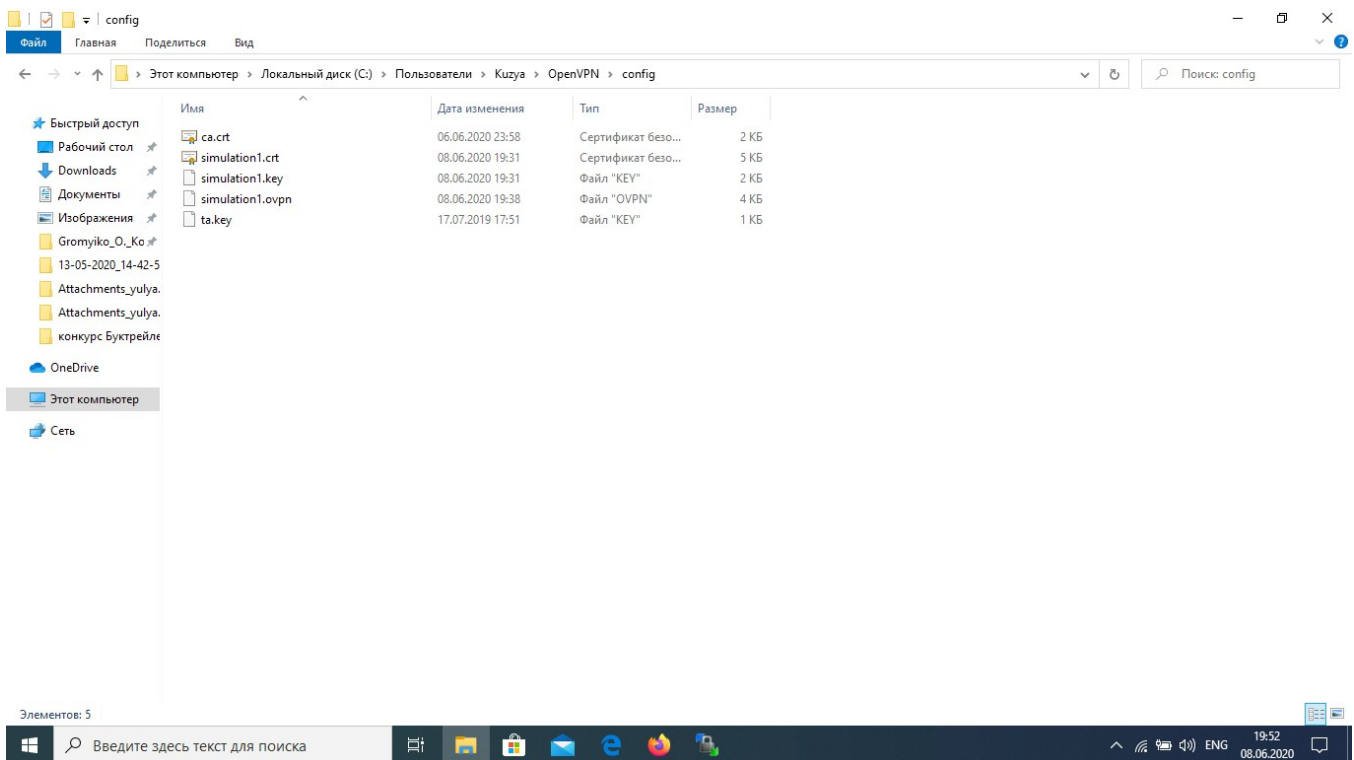 config
Файл Главная Поделиться Вид
Этот компьютер › Локальный диск (C:) › Пользователи › Kuzya › OpenVPN › config
Поиск: config
Имя Дата изменения Тип Размер
ca.crt 06.06.2020 23:58 Сертификат безо... 2 КБ
simulation1.crt 08.06.2020 19:31 Сертификат безо... 5 КБ
simulation1.key 08.06.2020 19:31 Файл "KEY" 2 КБ
simulation1.ovpn 08.06.2020 19:38 Файл "OVPN" 4 КБ
ta.key 17.07.2019 17:51 Файл "KEY" 1 КБ
Быстрый доступ
Рабочий стол
Downloads
Документы
Изображения
Gromyiko_O._Ko
13-05-2020_14-42-5
Attachments_yulya.
Attachments_yulya.
конкурс Буктрейле
OneDrive
Этот компьютер
Сеть
Элементов: 5
Введите здесь текст для поиска
ENG
19:52
08.06.2020